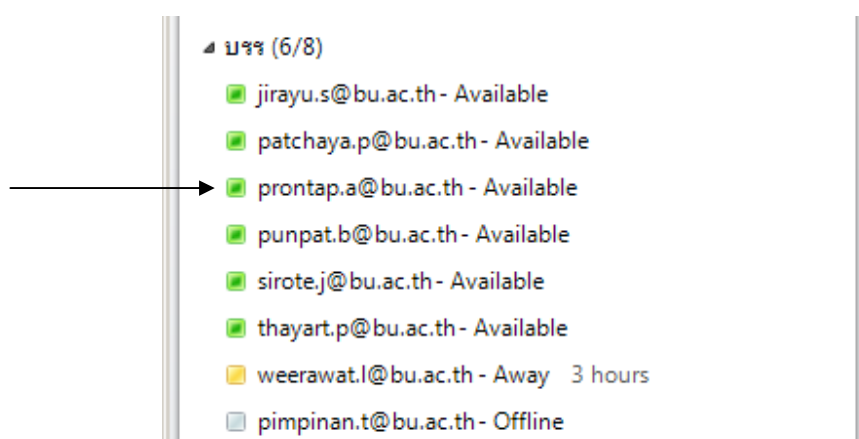 บรร (6/8)
jirayu.s@bu.ac.th - Available
patchaya.p@bu.ac.th - Available
prontap.a@bu.ac.th - Available
punpat.b@bu.ac.th - Available
sirote.j@bu.ac.th - Available
thayart.p@bu.ac.th - Available
weerawat.l@bu.ac.th - Away 3 hours
pimpinan.t@bu.ac.th - Offline